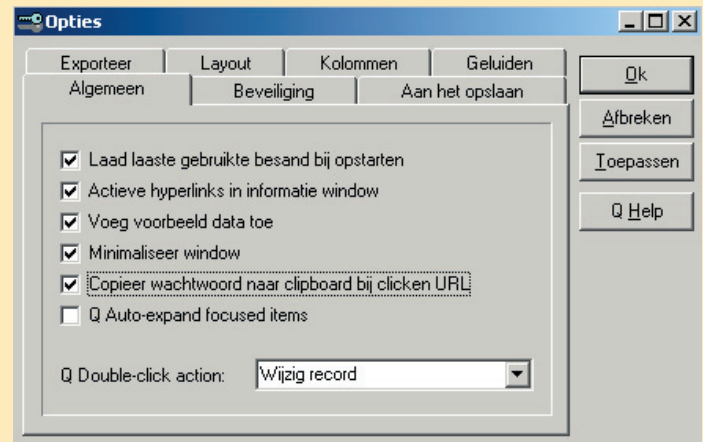 Opties
Exporteer Layout Kolommen Geluiden
Algemeen Beveiliging Aan het opslaan
Laad laaste gebruikte besand bij opstarten
Actieve hyperlinks in informatie window
Voeg voorbeeld data toe
Minimaliseer window
Copieer wachtwoord naar clipboard bij clicken URL
Q Auto-expand focused items
Q Double-click action: Wijzig record
Ok
Afbreken
Toepassen
Q Help